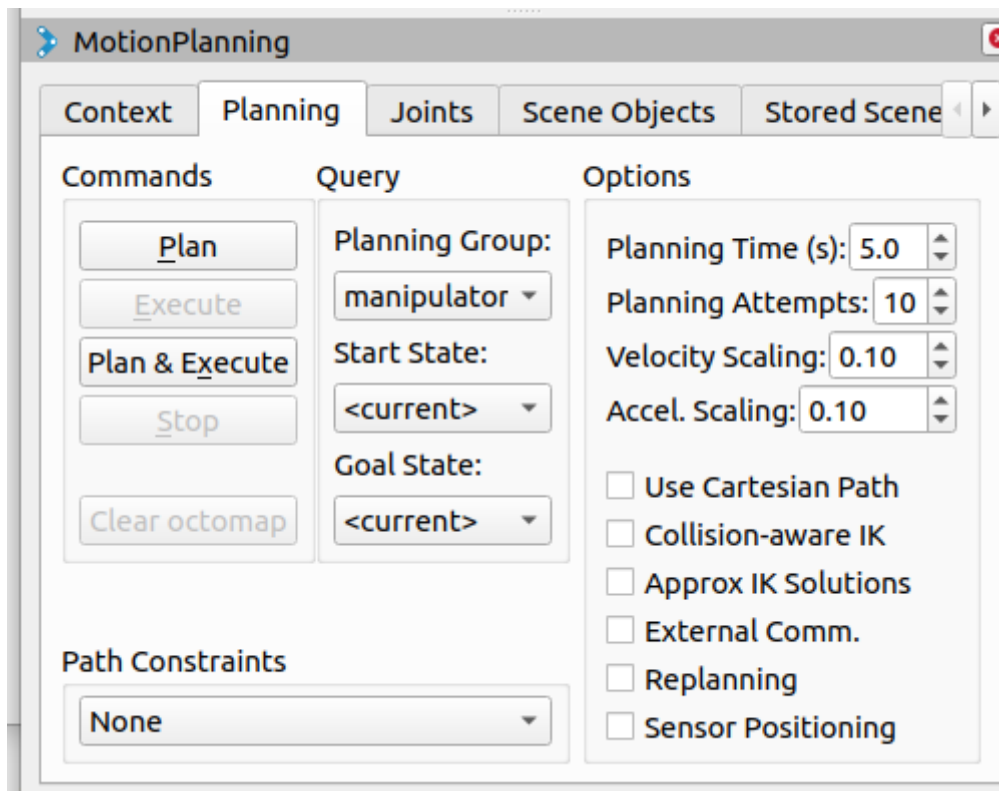 MotionPlanning
Context
Planning
Joints
Scene Objects
Stored Scene
Commands
Plan
Execute
Plan & Execute
Stop
Clear octomap
Query
Planning Group:
manipulator
Start State:
<current>
Goal State:
<current>
Path Constraints
None
Options
Planning Time (s): 5.0
Planning Attempts: 10
Velocity Scaling: 0.10
Accel. Scaling: 0.10
Use Cartesian Path
Collision-aware IK
Approx IK Solutions
External Comm.
Replanning
Sensor Positioning